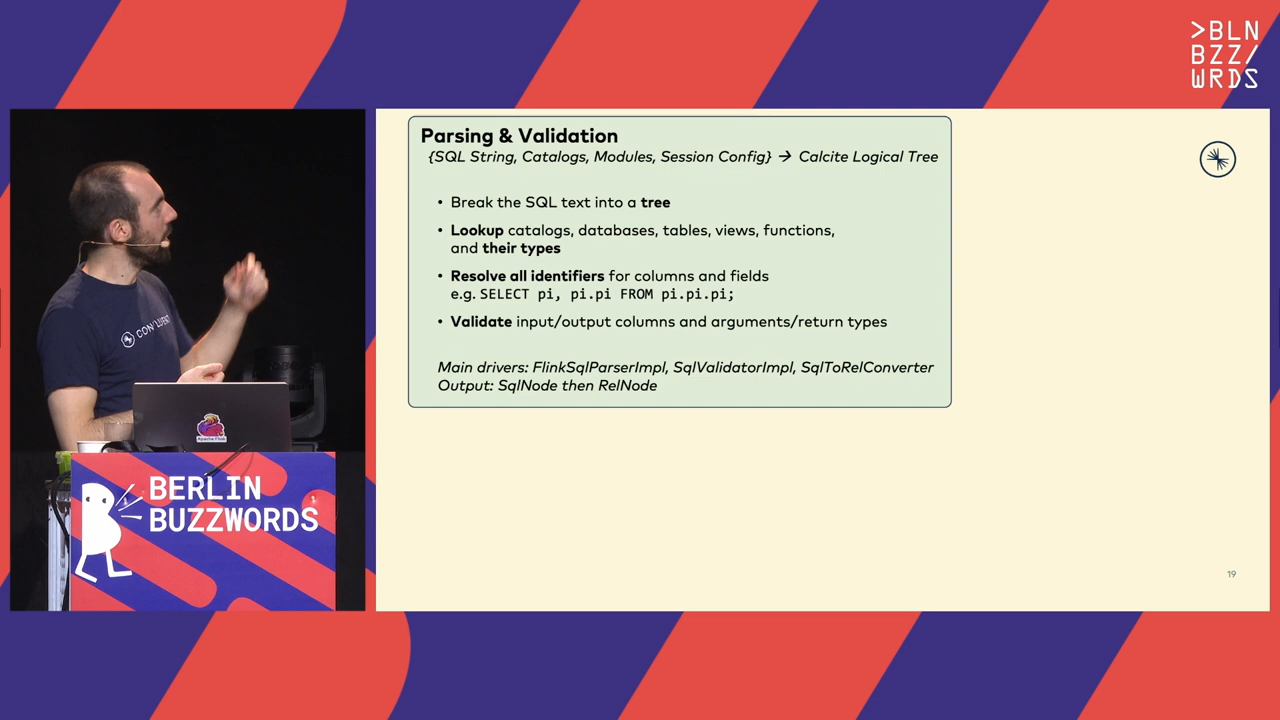 >BLN
BZZ/
WRDS
Parsing & Validation
{SQL String, Catalogs, Modules, Session Config} → Calcite Logical Tree
• Break the SQL text into a tree
• Lookup catalogs, databases, tables, views, functions,
and their types
• Resolve all identifiers for columns and fields
e.g. SELECT pi, pi.pi FROM pi.pi.pi;
• Validate input/output columns and arguments/return types
Main drivers: FlinkSqlParserImpl, SqlValidatorImpl, SqlToRelConverter
Output: SqlNode then RelNode
19
CONFLUENT
Apache Flink
BERLIN
BUZZWORDS